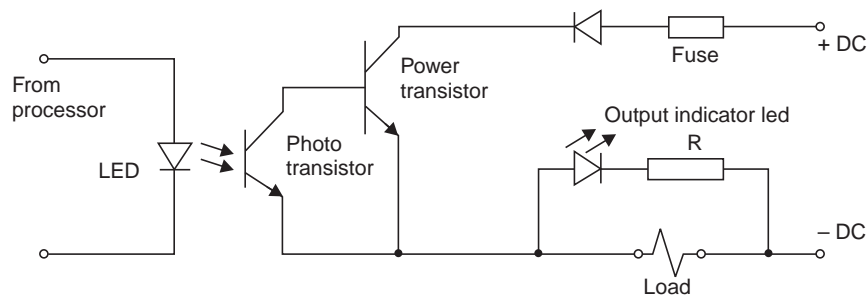 From
processor
LED
Photo
transistor
Power
transistor
Fuse
+ DC
Output indicator led
R
– DC
Load